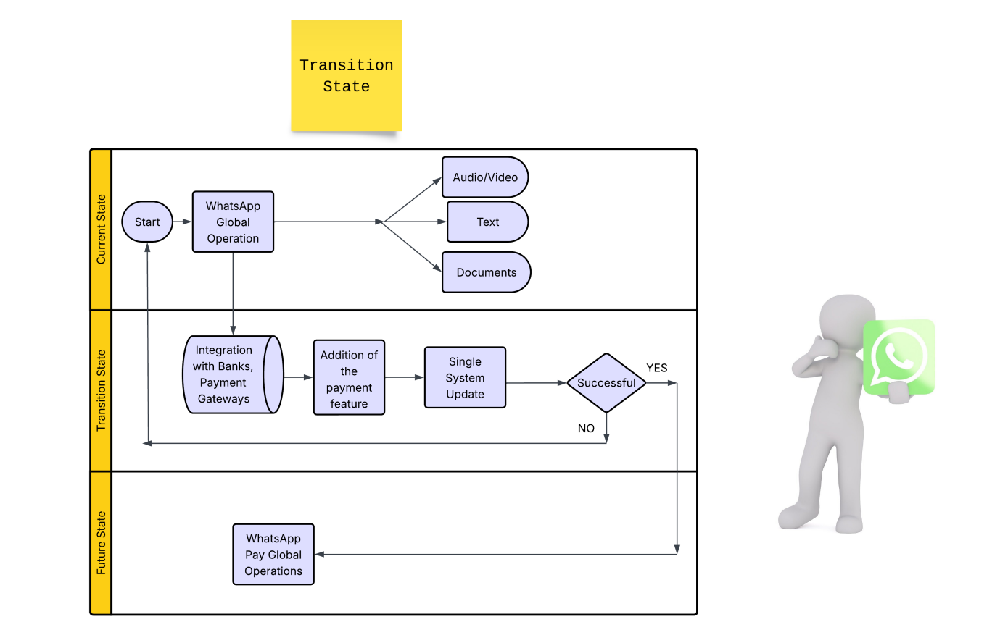 Transition
State
Current State
Start
WhatsApp
Global
Operation
Audio/Video
Text
Documents
Transition State
Integration
with Banks,
Payment
Gateways
Addition of
the
payment
feature
Single
System
Update
Successful
YES
NO
Future State
WhatsApp
Pay Global
Operations